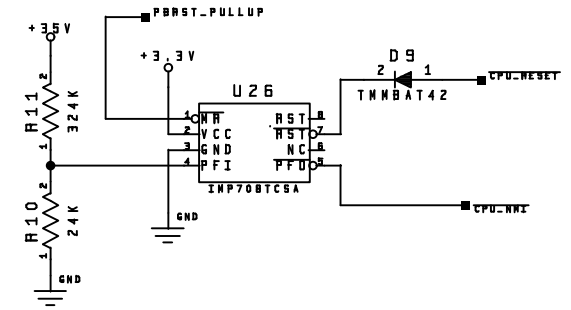 PBRST_PULLUP
+35V
+3.3V
D9
2 1
CPU_RESET
TMMBAT42
U26
2
R11
324K
1
1 MR RST 8
2 VCC RST 7
3 GND NC 6
4 PFI PFO 5
IMP708TCSA
2
R10
24K
1
GND
CPU_NMI
GND